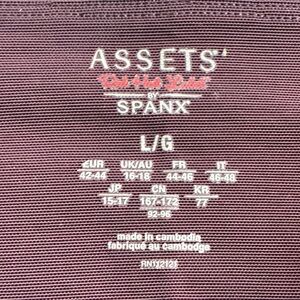 ASSETS
Red Hot Label
BY
SPANX
L/G
EUR UK/AU FR IT
42-44 16-18 44-46 46-48
JP CN KR
15-17 167-172 77
92-96
made in cambodia
fabriqué au cambodge